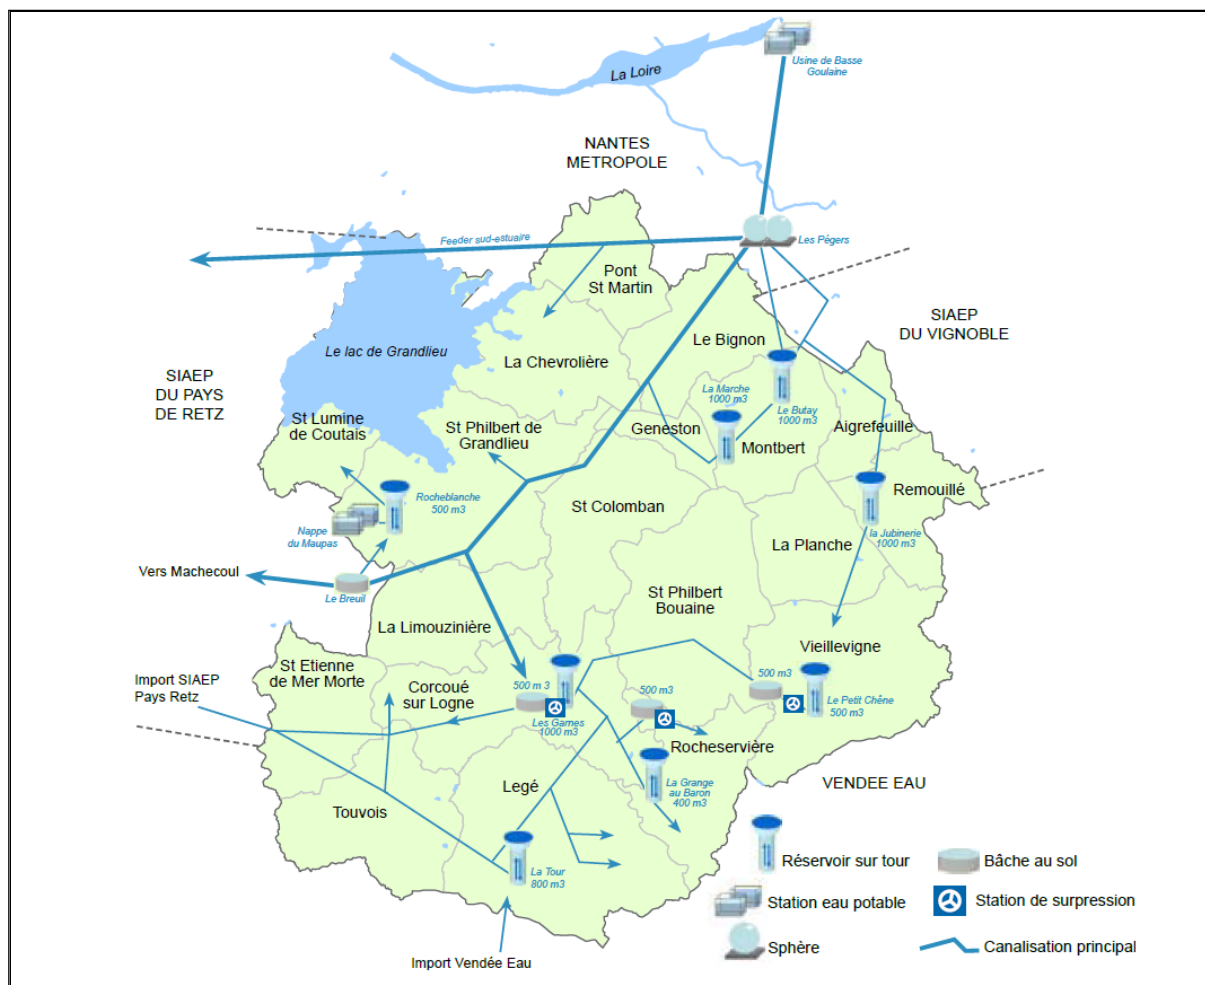 Usine de Basse
Goulaine
La Loire
NANTES
METROPOLE
Les Pégers
Feeder sud-estuaire
Pont
St Martin
SIAEP
DU VIGNOBLE
Le Bignon
Le lac de Grandlieu
La Chevrolière
SIAEP
DU PAYS
DE RETZ
La Marche
1000 m3
Le Butay
1000 m3
St Lumine
de Coutais
St Philbert de
Grandlieu
Geneston
Montbert
Aigrefeuille
Remouillé
Rocheblanche
500 m3
St Colomban
Nappe
du Maupas
la Jubinerie
1000 m3
La Planche
Vers Machecoul
Le Breuil
St Philbert
Bouaine
La Limouzinière
Vieillevigne
St Etienne
de Mer Morte
Import SIAEP
Pays Retz
Corcoué
sur Logne
500 m 3
500 m3
500 m3
Le Petit Chêne
500 m3
Les Games
1000 m3
Rocheservière
La Grange
au Baron
400 m3
VENDEE EAU
Legé
Touvois
La Tour
800 m3
Import Vendée Eau
Réservoir sur tour
Bâche au sol
Station eau potable
Station de surpression
Sphère
Canalisation principal